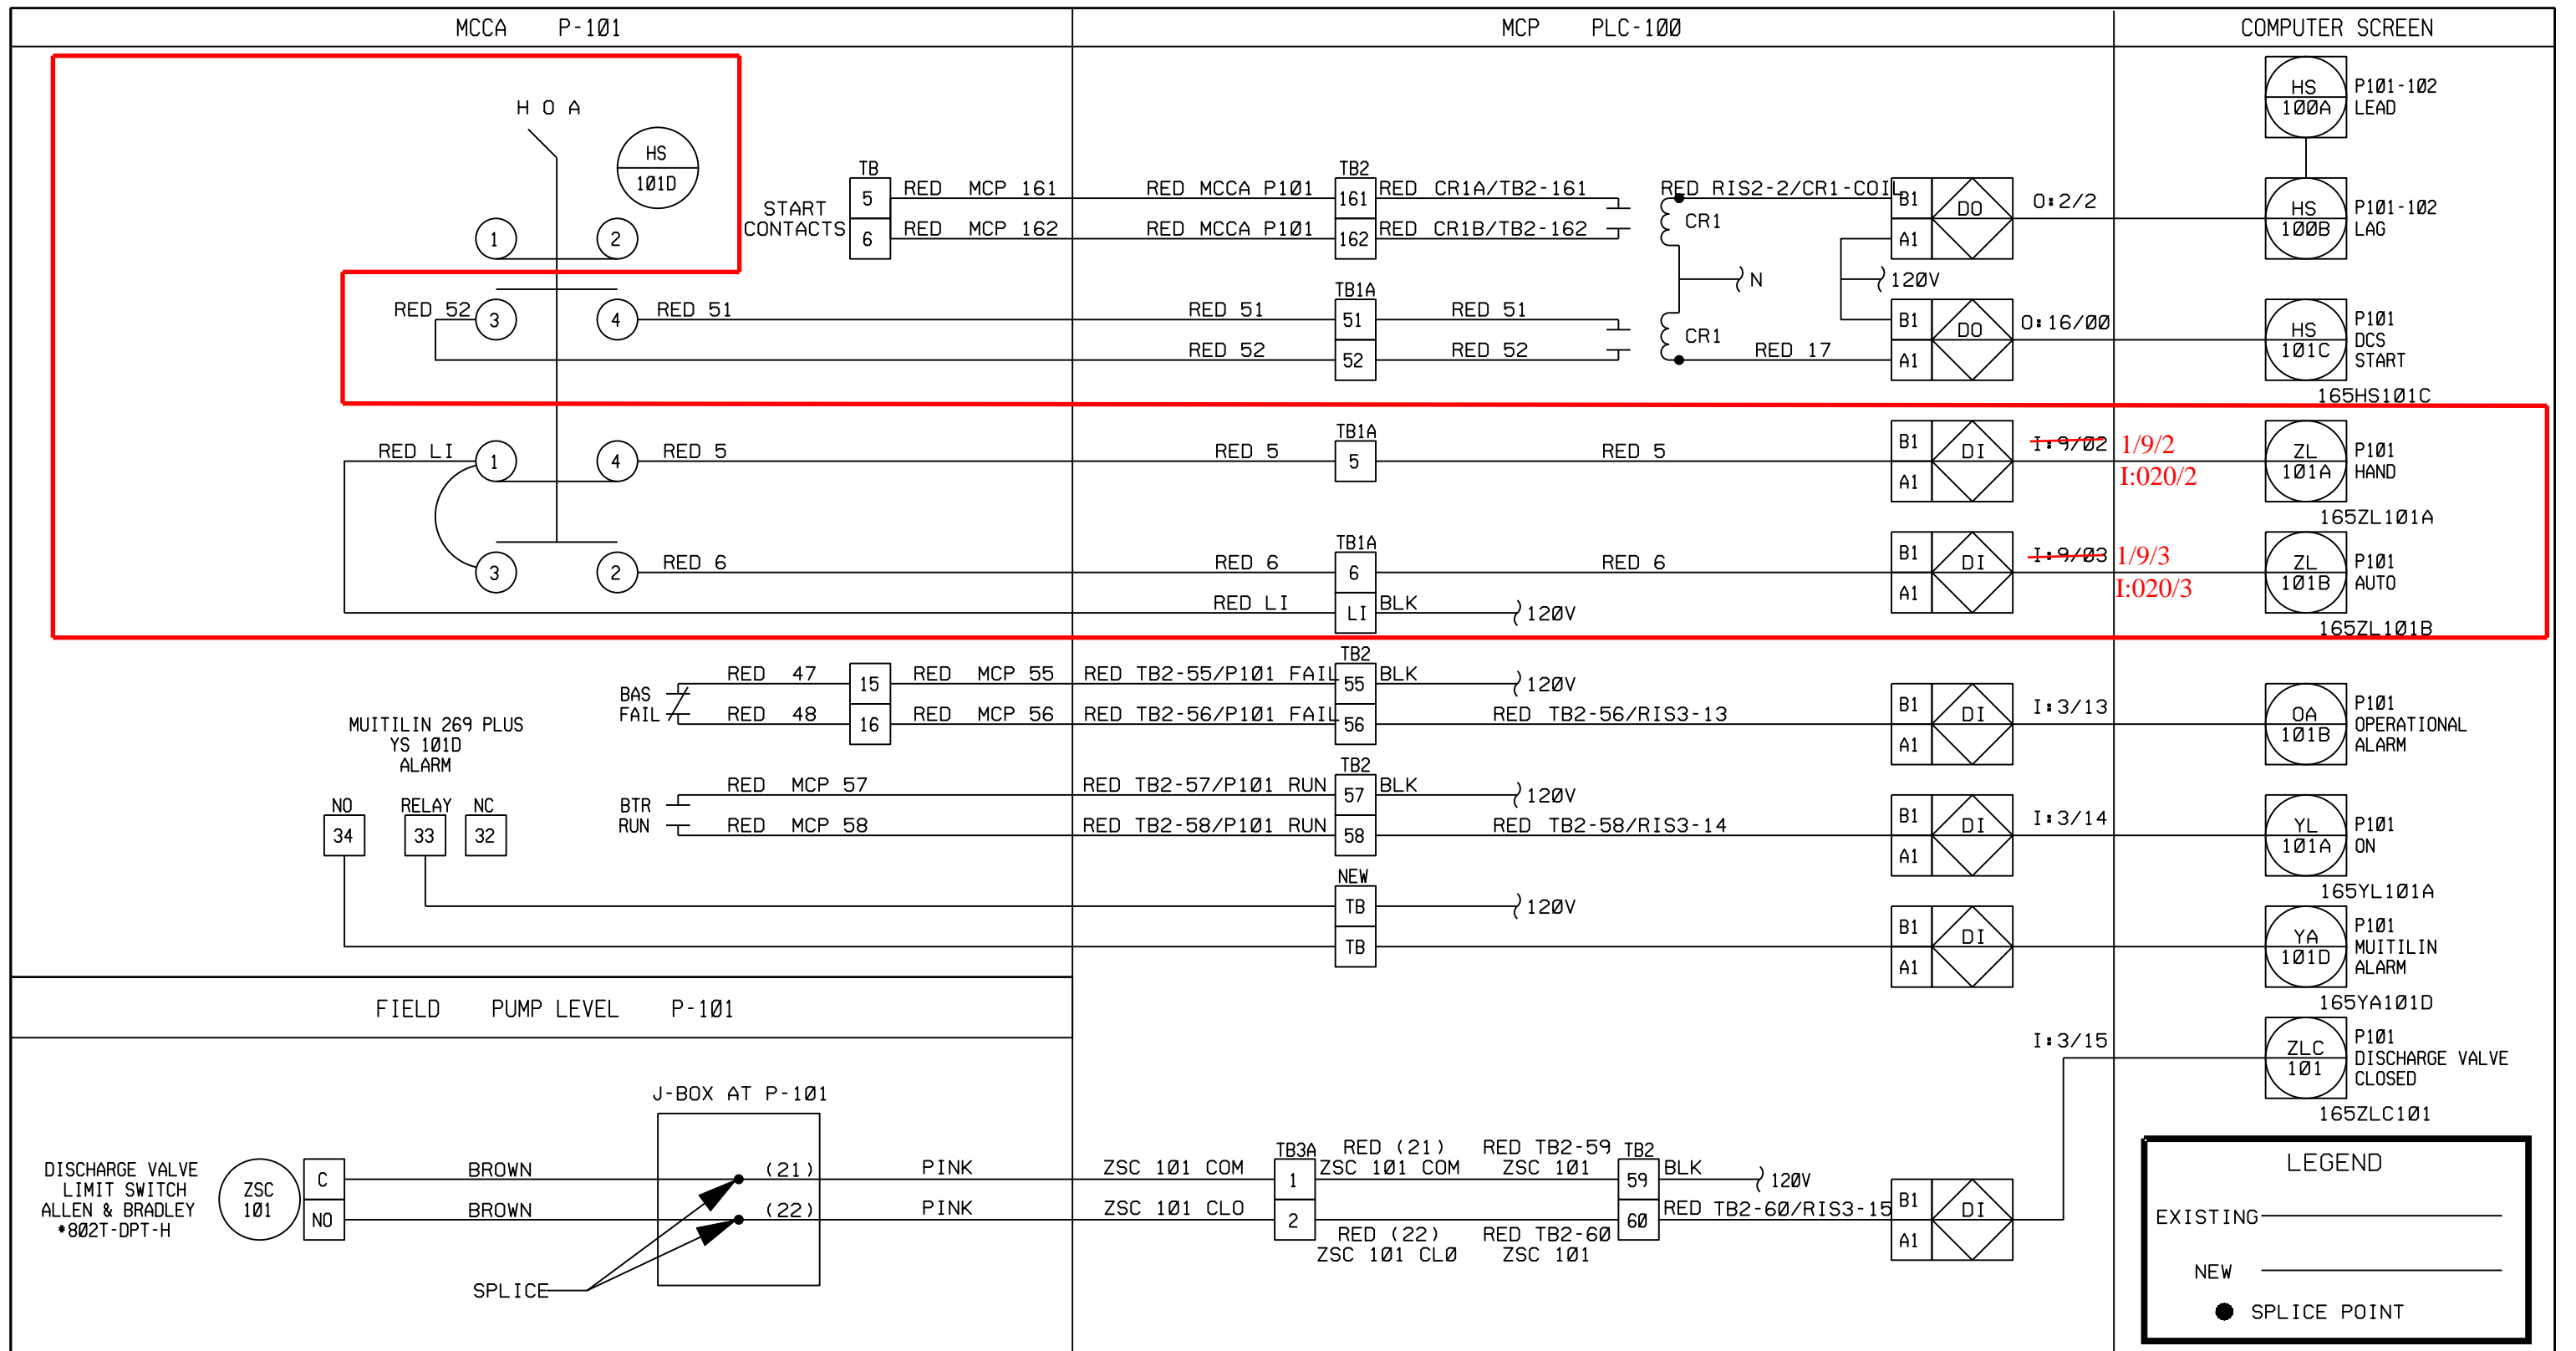 MCCA P-101
MCP PLC-100
COMPUTER SCREEN
H O A
HS
101D
1
2
START
CONTACTS
TB
5
6
RED MCP 161
RED MCP 162
RED MCCA P101
RED MCCA P101
TB2
161
162
RED CR1A/TB2-161
RED CR1B/TB2-162
RED RIS2-2/CR1-COIL
CR1
N
B1
A1
DO
O:2/2
120V
HS
100A
P101-102
LEAD
HS
100B
P101-102
LAG
RED 52
3
4
RED 51
RED 51
RED 52
TB1A
51
52
RED 51
RED 52
CR1
RED 17
B1
A1
DO
O:16/00
HS
101C
P101
DCS
START
165HS101C
RED LI
1
4
RED 5
RED 5
TB1A
5
RED 5
B1
A1
DI
I:9/02
1/9/2
I:020/2
ZL
101A
P101
HAND
165ZL101A
3
2
RED 6
RED 6
TB1A
6
RED 6
B1
A1
DI
I:9/03
1/9/3
I:020/3
ZL
101B
P101
AUTO
165ZL101B
RED LI
LI
BLK
120V
BAS
FAIL
RED 47
RED 48
15
16
RED MCP 55
RED MCP 56
RED TB2-55/P101 FAIL
RED TB2-56/P101 FAIL
TB2
55
56
BLK
120V
RED TB2-56/RIS3-13
B1
A1
DI
I:3/13
OA
101B
P101
OPERATIONAL
ALARM
MUITILIN 269 PLUS
YS 101D
ALARM
NO
34
RELAY
33
NC
32
BTR
RUN
RED MCP 57
RED MCP 58
RED TB2-57/P101 RUN
RED TB2-58/P101 RUN
TB2
57
58
BLK
120V
RED TB2-58/RIS3-14
B1
A1
DI
I:3/14
YL
101A
P101
ON
165YL101A
NEW
TB
TB
120V
B1
A1
DI
YA
101D
P101
MUITILIN
ALARM
165YA101D
FIELD PUMP LEVEL P-101
I:3/15
ZLC
101
P101
DISCHARGE VALVE
CLOSED
165ZLC101
J-BOX AT P-101
DISCHARGE VALVE
LIMIT SWITCH
ALLEN & BRADLEY
*802T-DPT-H
ZSC
101
C
NO
BROWN
BROWN
(21)
(22)
SPLICE
PINK
PINK
ZSC 101 COM
ZSC 101 CLO
TB3A
1
2
RED (21)
ZSC 101 COM
RED (22)
ZSC 101 CLO
RED TB2-59
ZSC 101
RED TB2-60
ZSC 101
TB2
59
60
BLK
120V
RED TB2-60/RIS3-15
B1
A1
DI
LEGEND
EXISTING
NEW
SPLICE POINT